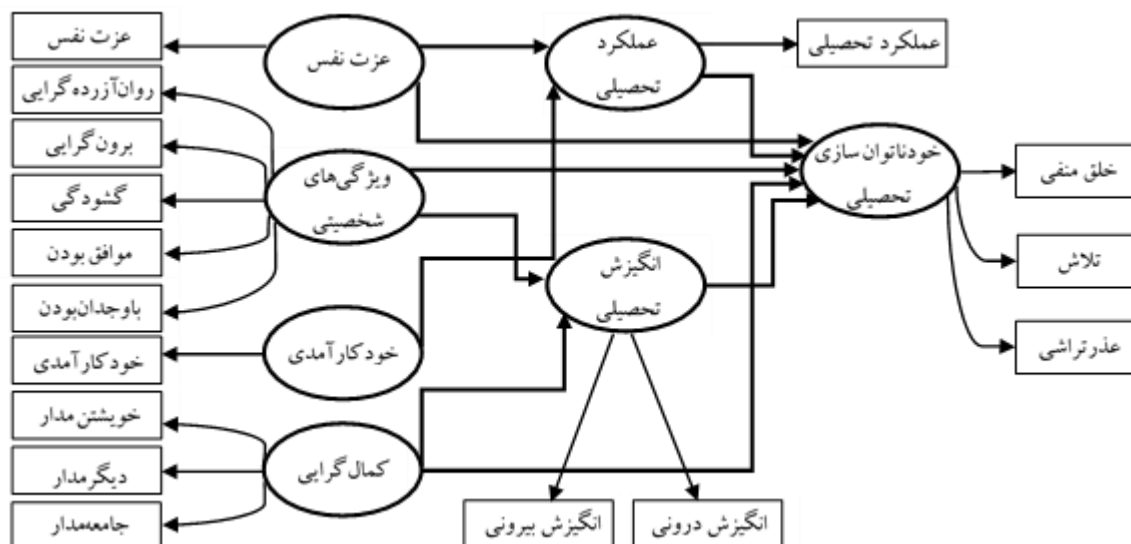 عزت نفس
روان‌آزرده گرایی
برون‌گرایی
گشودگی
موافق بودن
باوجدان‌بودن
خودکارآمدی
خویشتن مدار
دیگرمدار
جامعه‌مدار
عزت نفس
ویژگی‌های
شخصیتی
خودکارآمدی
کمال‌گرایی
عملکرد
تحصیلی
انگیزش
تحصیلی
انگیزش بیرونی
انگیزش درونی
عملکرد تحصیلی
خودناتوان سازی
تحصیلی
خلق منفی
تلاش
عذرتراشی